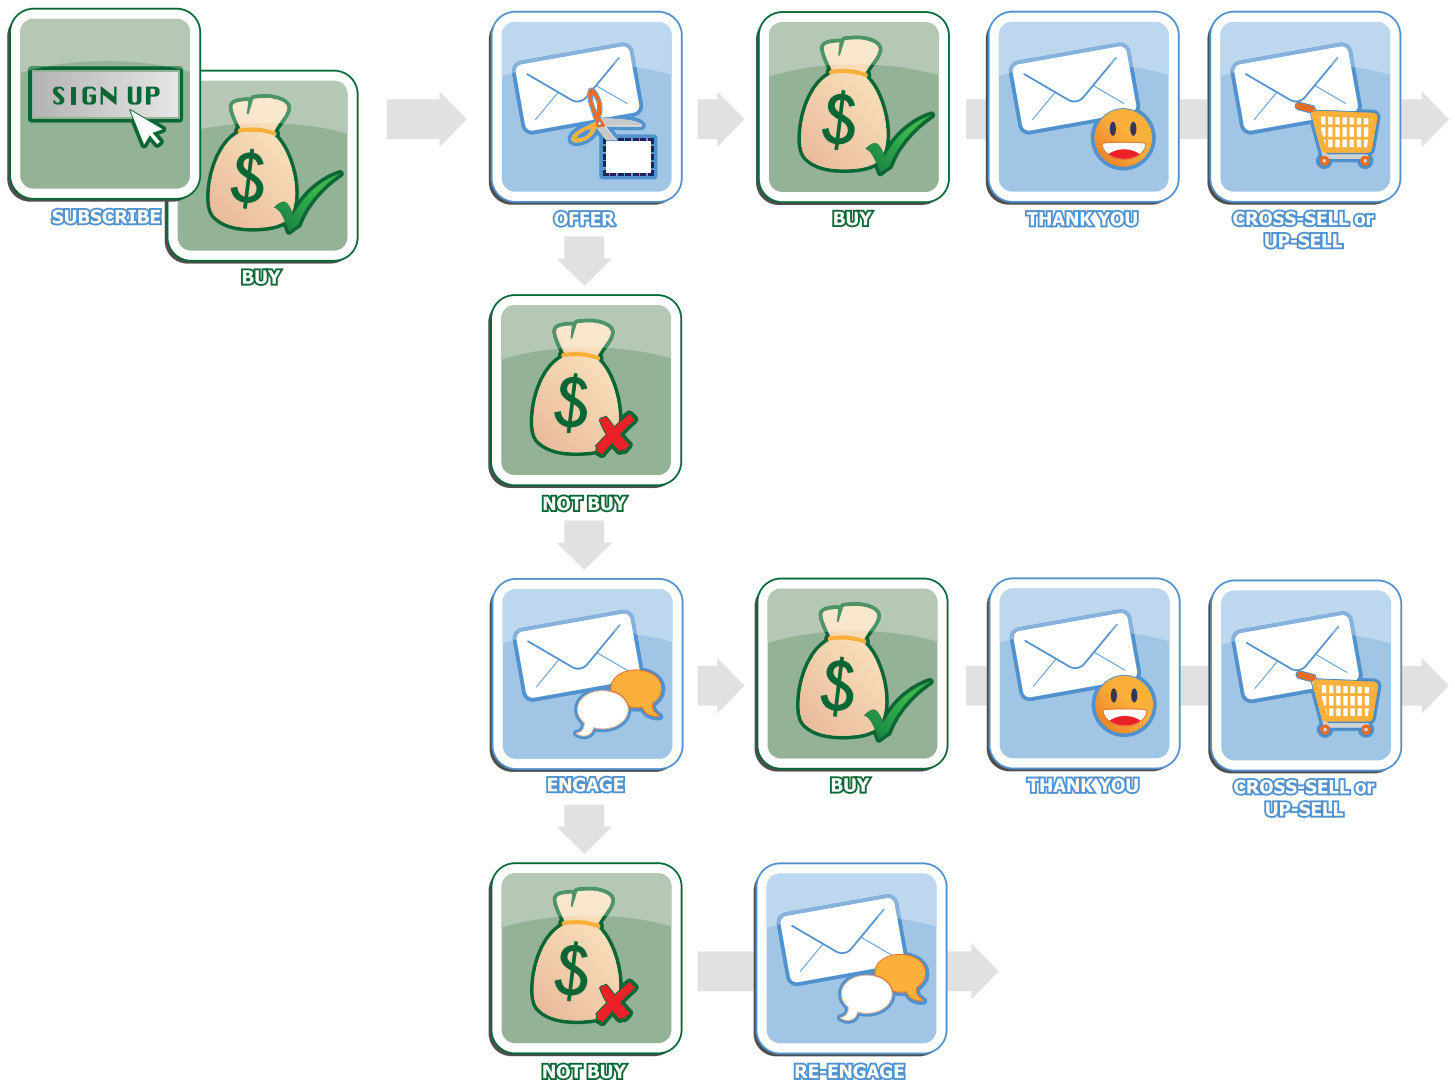 SIGN UP
SUBSCRIBE
$
BUY
OFFER
$
BUY
THANK YOU
CROSS-SELL or
UP-SELL
$
NOT BUY
ENGAGE
$
BUY
THANK YOU
CROSS-SELL or
UP-SELL
$
NOT BUY
RE-ENGAGE